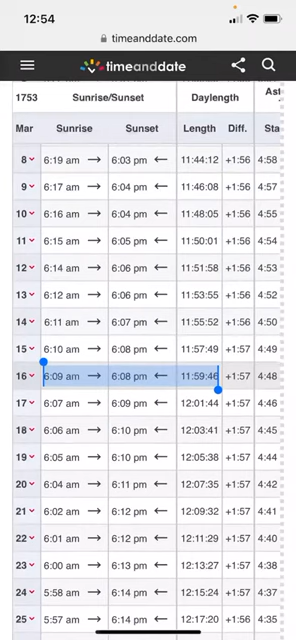 12:54
timeanddate.com
timeanddate
1753 Sunrise/Sunset Daylength Ast
Mar Sunrise Sunset Length Diff. Sta
8 6:19 am → 6:03 pm ← 11:44:12 +1:56 4:58
9 6:17 am → 6:04 pm ← 11:46:08 +1:56 4:57
10 6:16 am → 6:04 pm ← 11:48:05 +1:56 4:55
11 6:15 am → 6:05 pm ← 11:50:01 +1:56 4:54
12 6:14 am → 6:06 pm ← 11:51:58 +1:56 4:53
13 6:12 am → 6:06 pm ← 11:53:55 +1:56 4:52
14 6:11 am → 6:07 pm ← 11:55:52 +1:56 4:50
15 6:10 am → 6:08 pm ← 11:57:49 +1:57 4:49
16 6:09 am → 6:08 pm ← 11:59:46 +1:57 4:48
17 6:07 am → 6:09 pm ← 12:01:44 +1:57 4:46
18 6:06 am → 6:10 pm ← 12:03:41 +1:57 4:45
19 6:05 am → 6:10 pm ← 12:05:38 +1:57 4:44
20 6:04 am → 6:11 pm ← 12:07:35 +1:57 4:42
21 6:02 am → 6:12 pm ← 12:09:32 +1:57 4:41
22 6:01 am → 6:12 pm ← 12:11:29 +1:57 4:40
23 6:00 am → 6:13 pm ← 12:13:27 +1:57 4:38
24 5:58 am → 6:14 pm ← 12:15:24 +1:57 4:37
25 5:57 am → 6:14 pm ← 12:17:20 +1:56 4:35